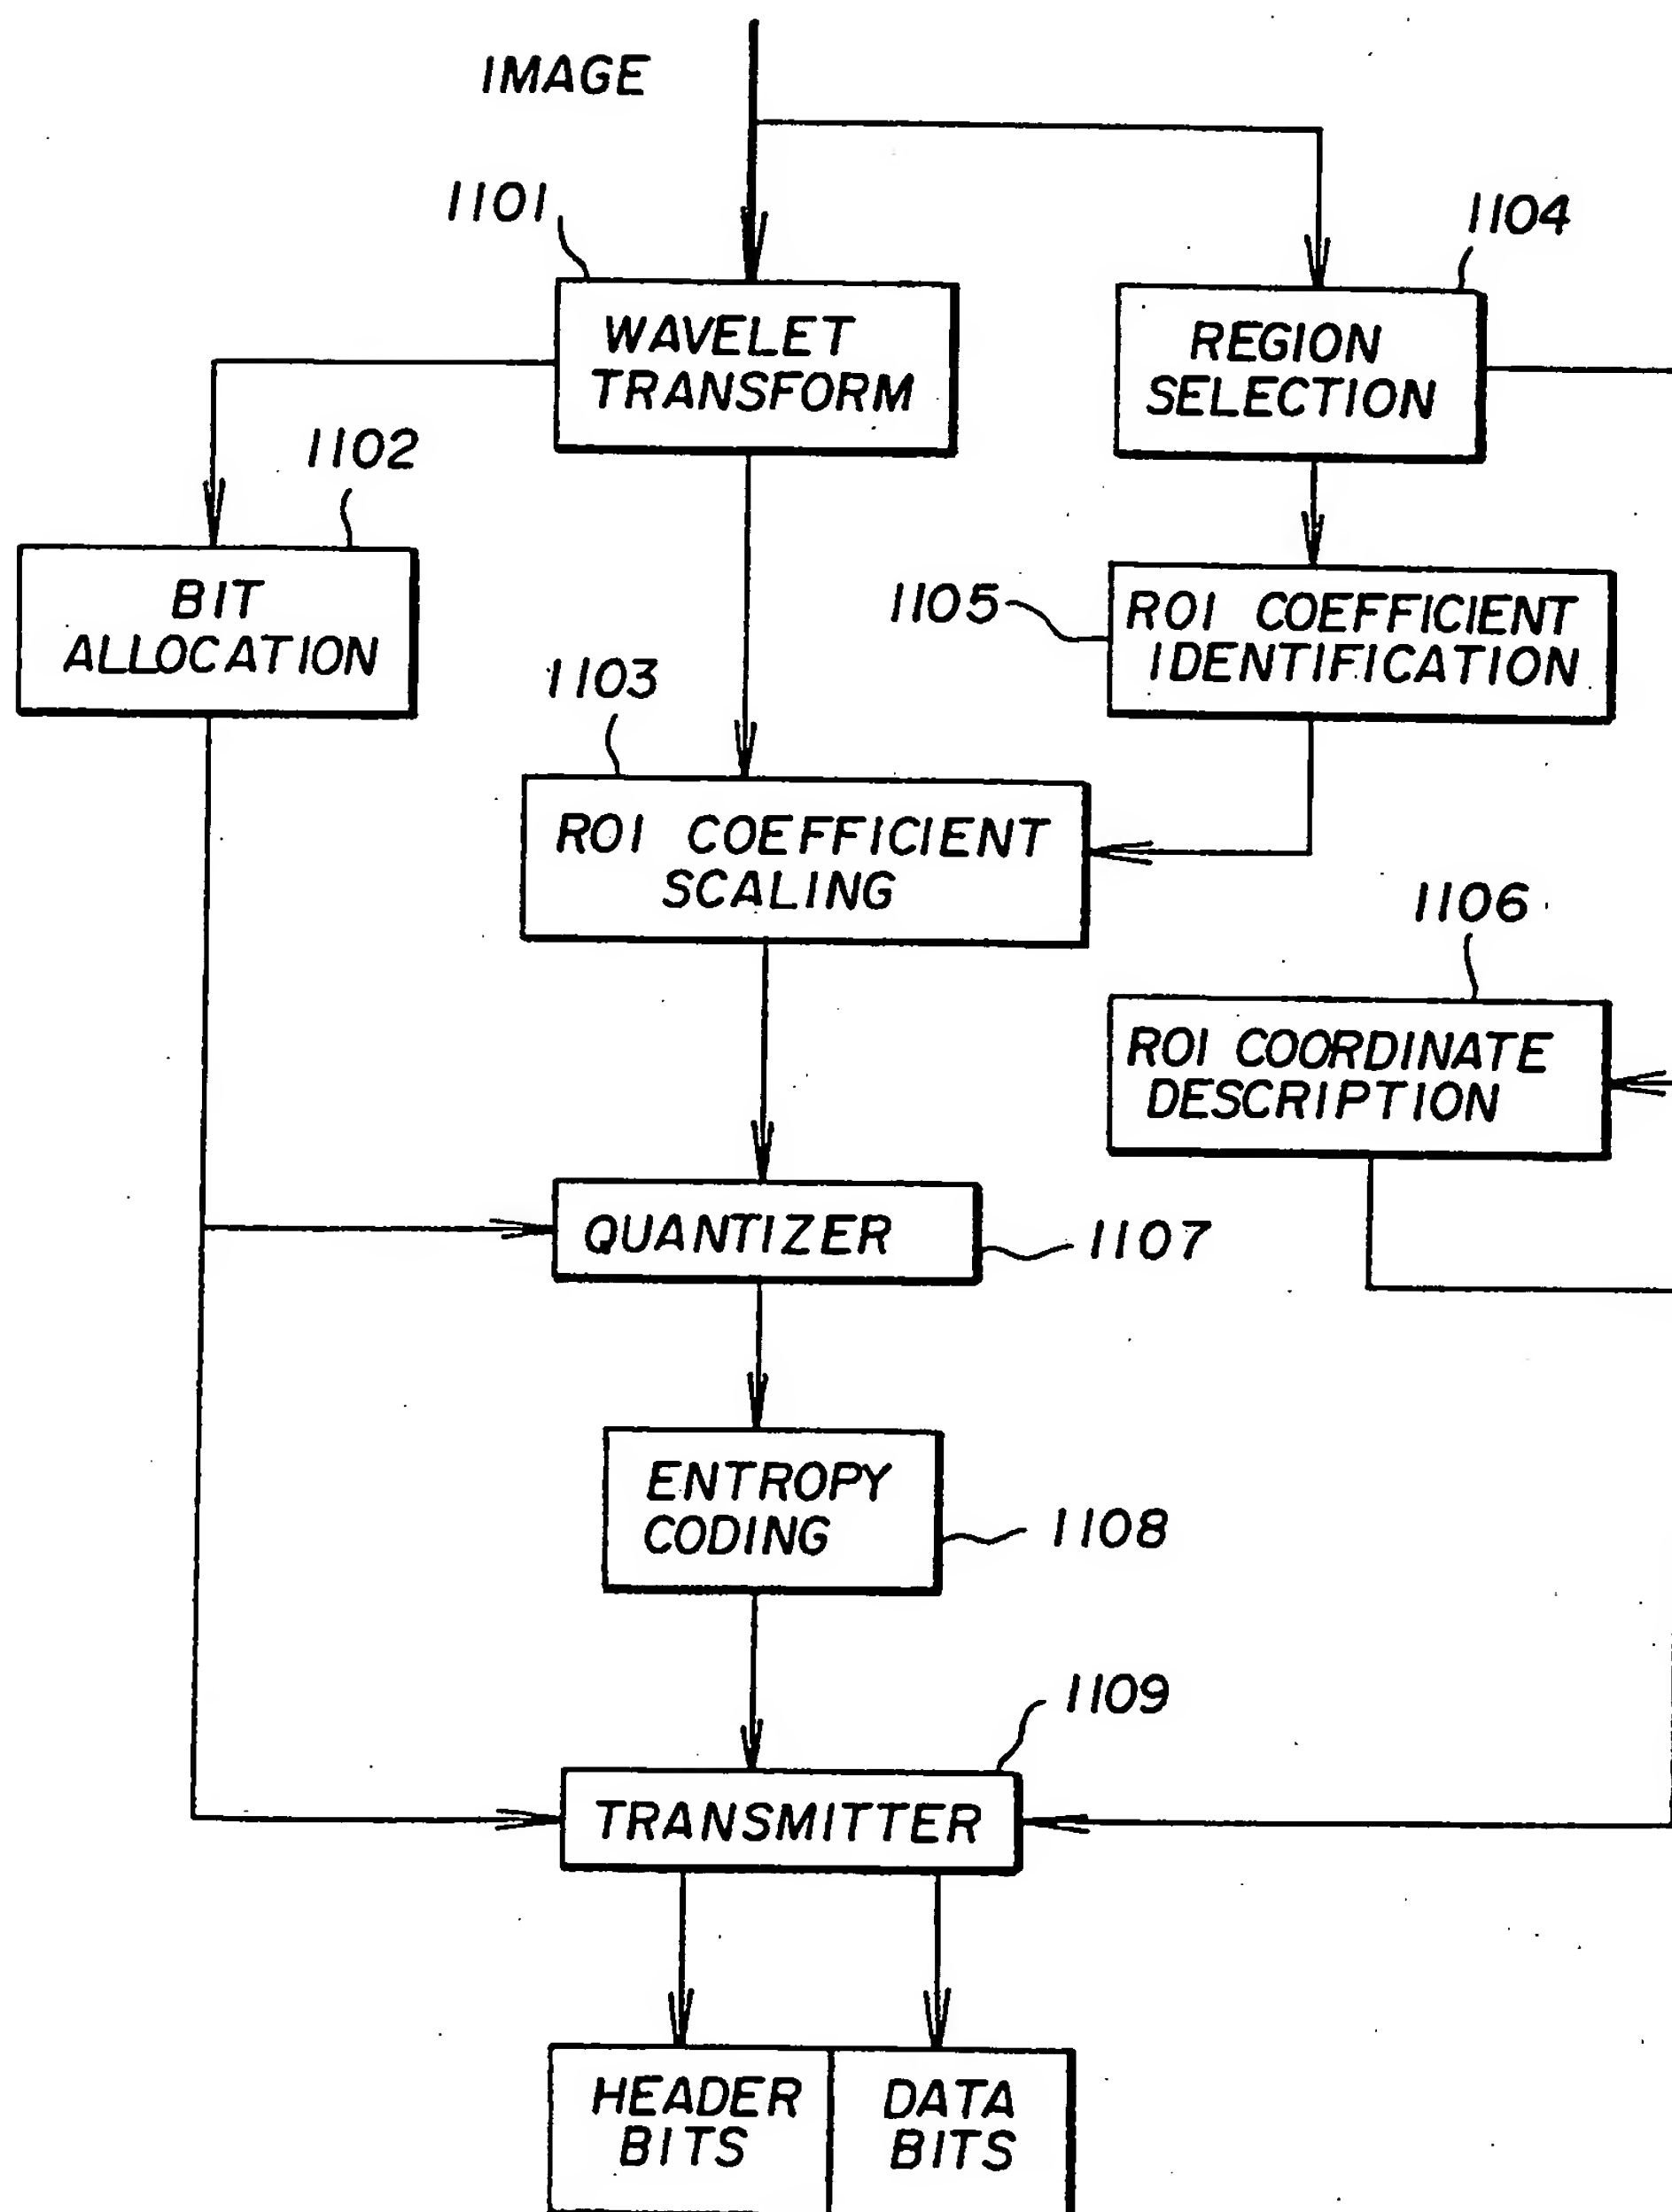 IMAGE
1101
1104
WAVELET
TRANSFORM
REGION
SELECTION
1102
BIT
ALLOCATION
1105
ROI COEFFICIENT
IDENTIFICATION
1103
ROI COEFFICIENT
SCALING
1106
ROI COORDINATE
DESCRIPTION
QUANTIZER
1107
ENTROPY
CODING
1108
1109
TRANSMITTER
HEADER
BITS
DATA
BITS